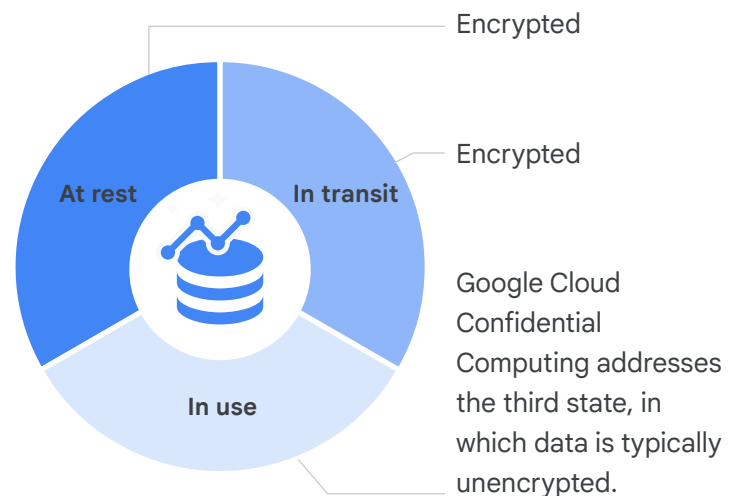 Encrypted
Encrypted
At rest
In transit
Google Cloud
Confidential
Computing addresses
the third state, in
which data is typically
unencrypted.
In use